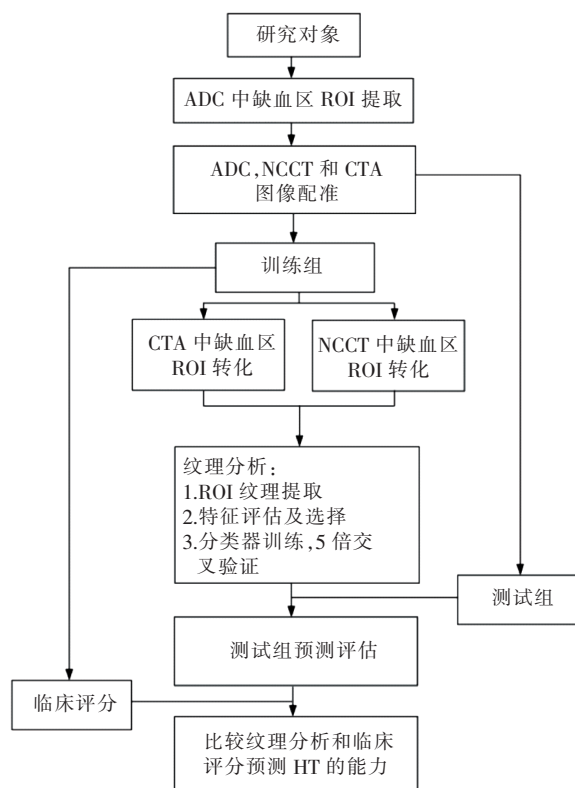 研究对象
ADC 中缺血区 ROI 提取
ADC,NCCT 和 CTA
图像配准
训练组
CTA 中缺血区
ROI 转化
NCCT 中缺血区
ROI 转化
纹理分析:
1.ROI 纹理提取
2.特征评估及选择
3.分类器训练,5 倍交
叉验证
测试组
测试组预测评估
临床评分
比较纹理分析和临床
评分预测 HT 的能力